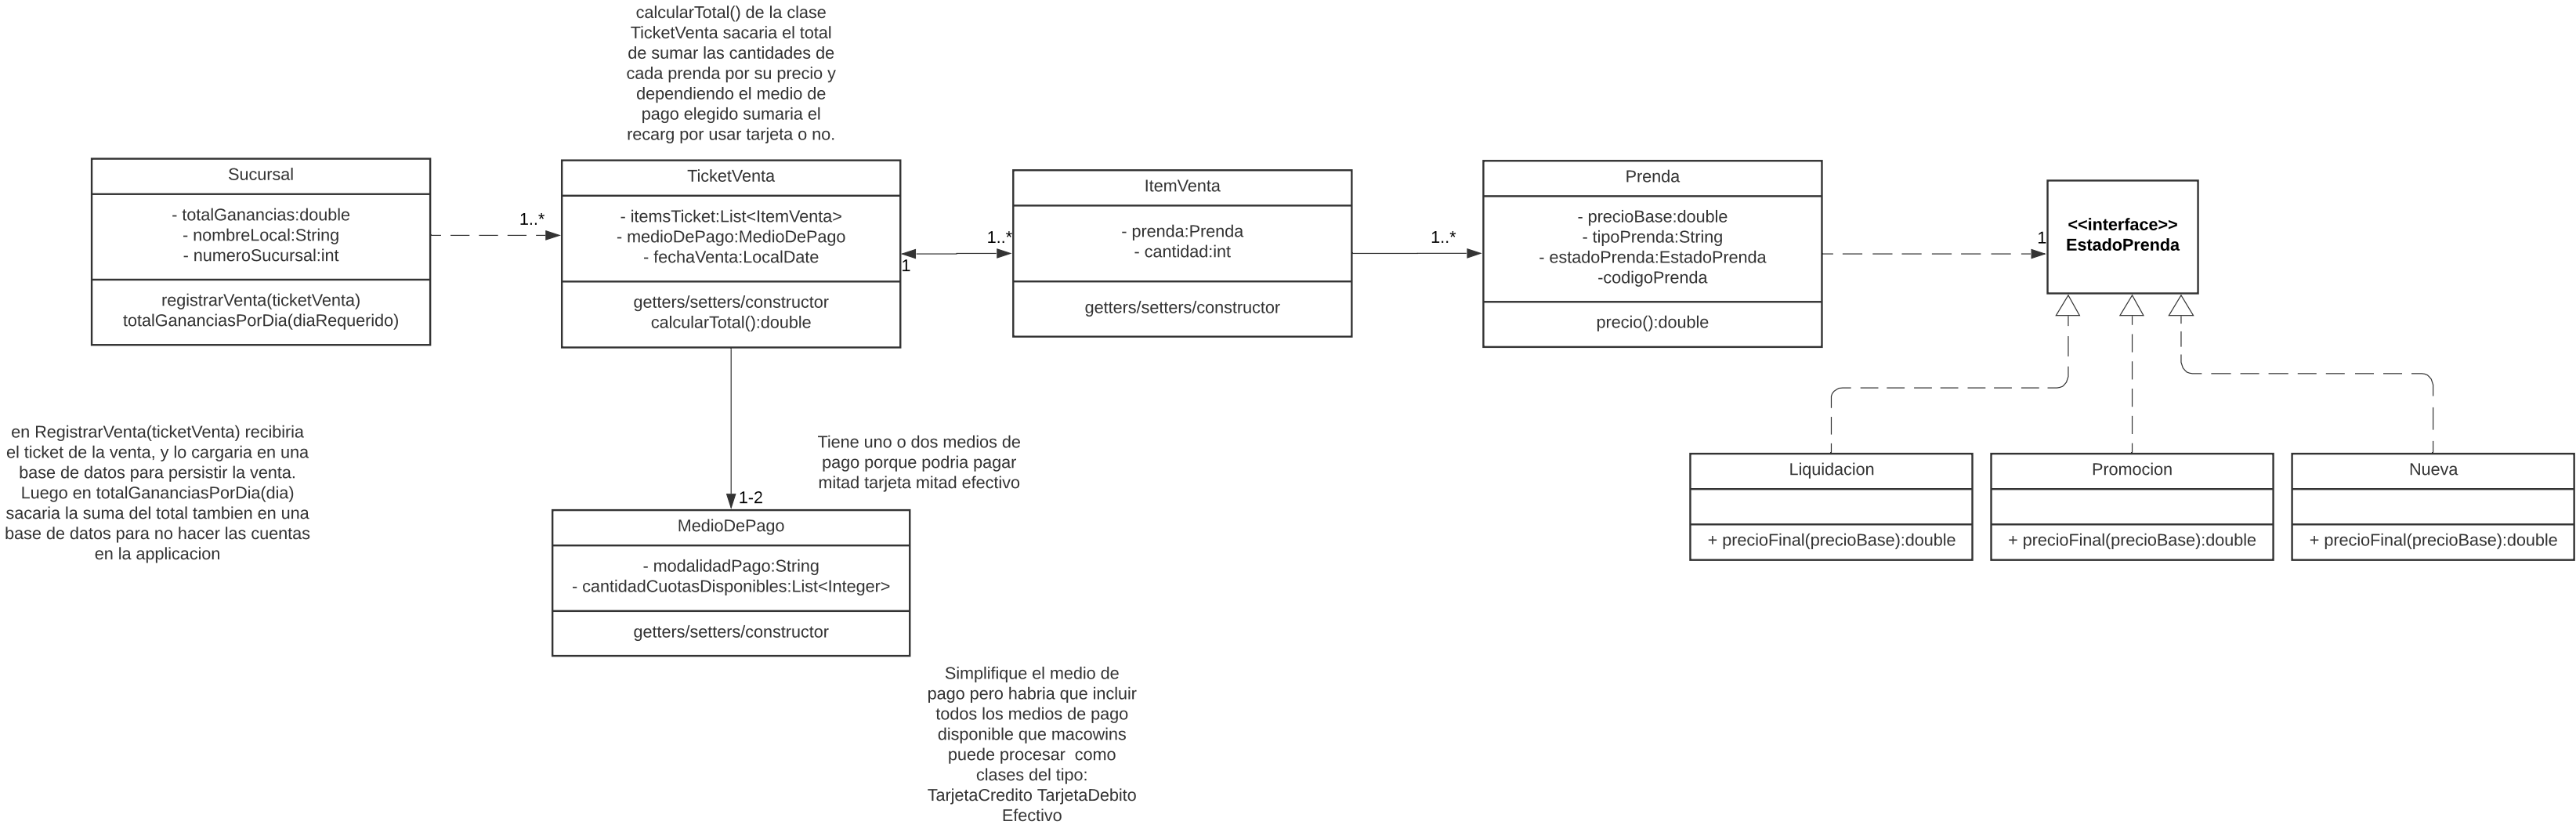 calcularTotal() de la clase
TicketVenta sacaria el total
de sumar las cantidades de
cada prenda por su precio y
dependiendo el medio de
pago elegido sumaria el
recarg por usar tarjeta o no.
Sucursal
- totalGanancias:double
- nombreLocal:String
- numeroSucursal:int
registrarVenta(ticketVenta)
totalGananciasPorDia(diaRequerido)
1..*
TicketVenta
- itemsTicket:List<ItemVenta>
- medioDePago:MedioDePago
- fechaVenta:LocalDate
getters/setters/constructor
calcularTotal():double
1
1..*
ItemVenta
- prenda:Prenda
- cantidad:int
getters/setters/constructor
1..*
Prenda
- precioBase:double
- tipoPrenda:String
- estadoPrenda:EstadoPrenda
-codigoPrenda
precio():double
1
<<interface>>
EstadoPrenda
en RegistrarVenta(ticketVenta) recibiria
el ticket de la venta, y lo cargaria en una
base de datos para persistir la venta.
Luego en totalGananciasPorDia(dia)
sacaria la suma del total tambien en una
base de datos para no hacer las cuentas
en la applicacion
Tiene uno o dos medios de
pago porque podria pagar
mitad tarjeta mitad efectivo
1-2
MedioDePago
- modalidadPago:String
- cantidadCuotasDisponibles:List<Integer>
getters/setters/constructor
Liquidacion
+ precioFinal(precioBase):double
Promocion
+ precioFinal(precioBase):double
Nueva
+ precioFinal(precioBase):double
Simplifique el medio de
pago pero habria que incluir
todos los medios de pago
disponible que macowins
puede procesar  como
clases del tipo:
TarjetaCredito TarjetaDebito
Efectivo